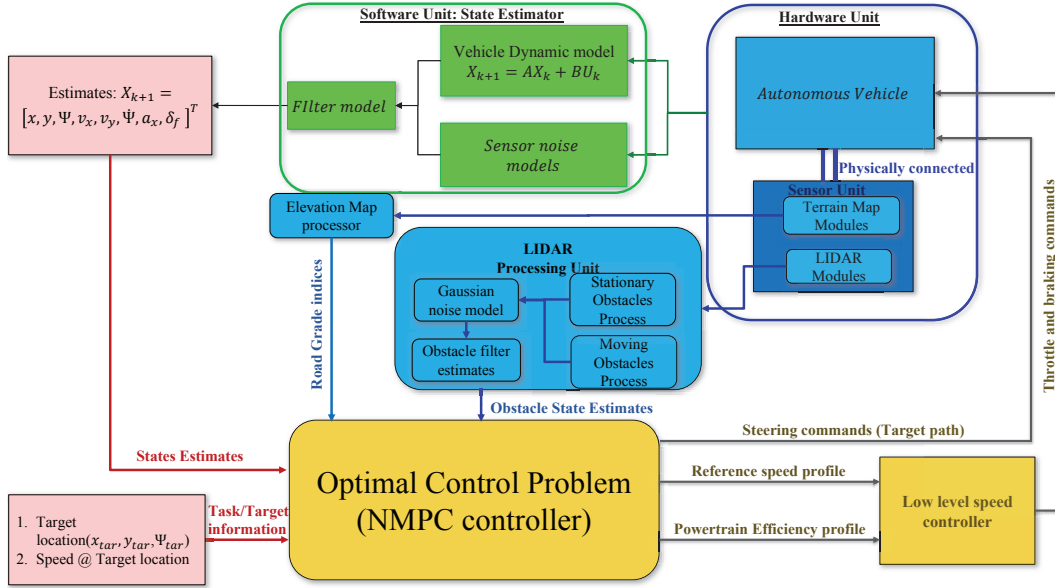 Software Unit: State Estimator
Hardware Unit
Vehicle Dynamic model
X_{k+1} = AX_k + BU_k
FIlter model
Sensor noise
models
Estimates: X_{k+1} =
[x, y, Ψ, v_x, v_y, Ψ̇, a_x, δ_f]^T
Autonomous Vehicle
Physically connected
Sensor Unit
Terrain Map
Modules
LIDAR
Modules
Elevation Map
processor
LIDAR
Processing Unit
Gaussian
noise model
Stationary
Obstacles
Process
Obstacle filter
estimates
Moving
Obstacles
Process
Road Grade indices
Obstacle State Estimates
Throttle and braking commands
States Estimates
Optimal Control Problem
(NMPC controller)
Steering commands (Target path)
Reference speed profile
Powertrain Efficiency profile
Low level speed
controller
Task/Target
information
1. Target
location(x_{tar}, y_{tar}, Ψ_{tar})
2. Speed @ Target location